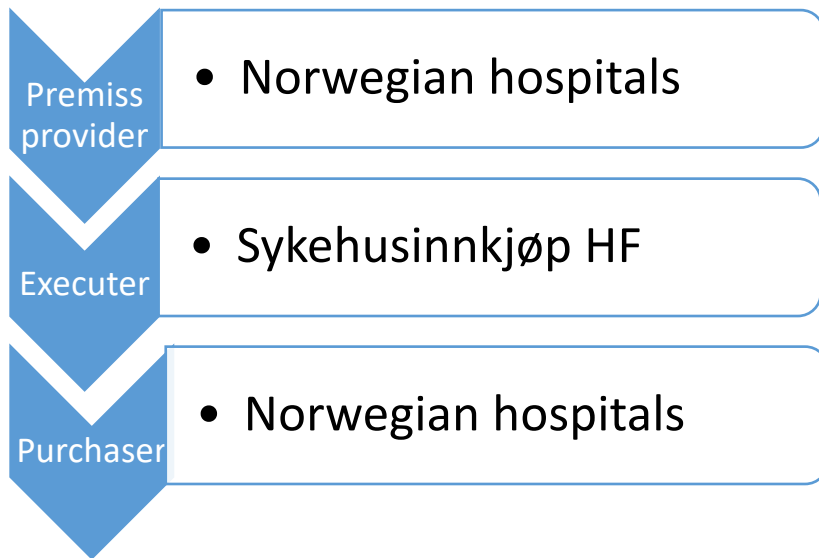 Premiss
provider
• Norwegian hospitals
Executer
• Sykehusinnkjøp HF
Purchaser
• Norwegian hospitals